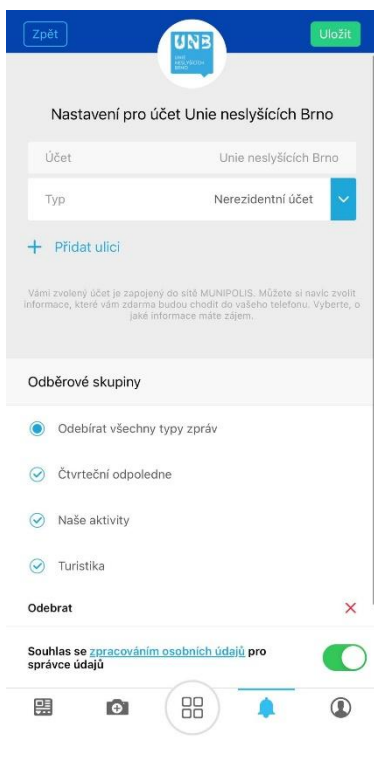 Zpět
UNB
UNIE
NESLYŠÍCÍCH
BRNO
Uložit
Nastavení pro účet Unie neslyšících Brno
Účet
Unie neslyšících Brno
Typ
Nerezidentní účet
Přidat ulici
Vámi zvolený účet je zapojený do sítě MUNIPOLIS. Můžete si navíc zvolit
informace, které vám zdarma budou chodit do vašeho telefonu. Vyberte, o
jaké informace máte zájem.
Odběrové skupiny
Odebírat všechny typy zpráv
Čtvrteční odpoledne
Naše aktivity
Turistika
Odebrat
Souhlas se zpracováním osobních údajů pro
správce údajů